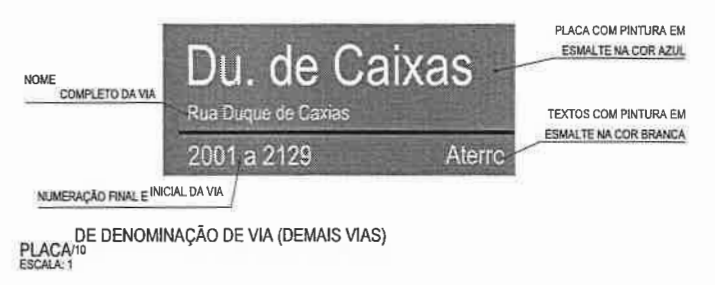 PLACA COM PINTURA EM
ESMALTE NA COR AZUL
Du. de Caixas
NOME
COMPLETO DA VIA
Rua Duque de Caxias
TEXTOS COM PINTURA EM
ESMALTE NA COR BRANCA
2001 a 2129
Aterrc
NUMERAÇÃO FINAL E INICIAL DA VIA
DE DENOMINAÇÃO DE VIA (DEMAIS VIAS)
PLACA/10
ESCALA: 1